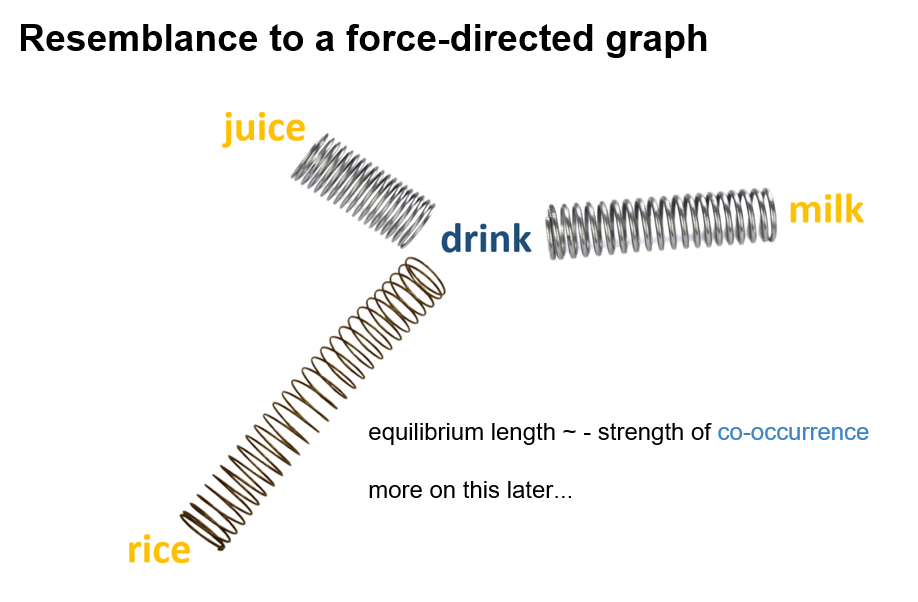 Resemblance to a force-directed graph
juice
milk
drink
equilibrium length ~ - strength of co-occurrence
more on this later...
rice